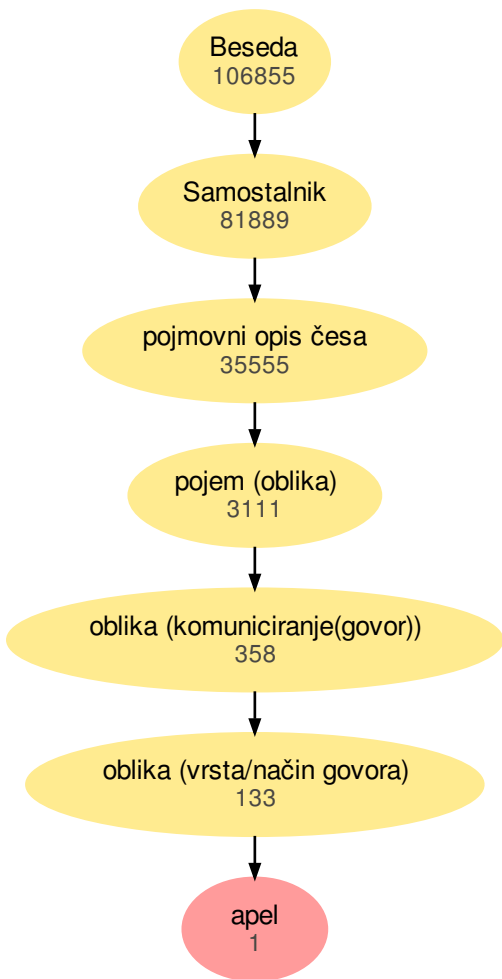 Beseda
106855
Samostalnik
81889
pojmovni opis česa
35555
pojem (oblika)
3111
oblika (komuniciranje(govor))
358
oblika (vrsta/način govora)
133
apel
1